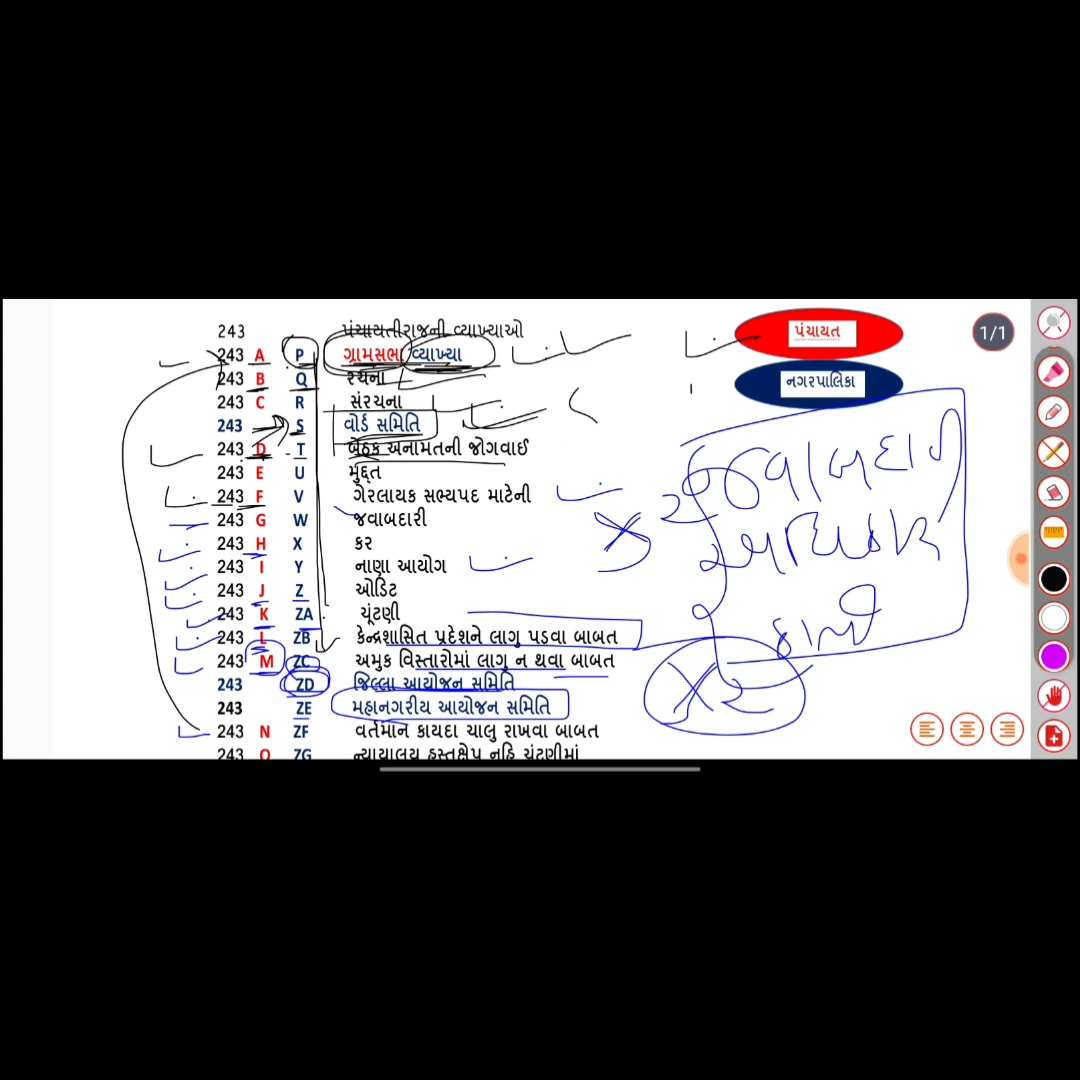 243 પંચાયતીરાજની વ્યાખ્યાઓ
પંચાયત
1/1
243 A P ગ્રામસભા વ્યાખ્યા
243 B Q રચના
નગરપાલિકા
243 C R સંરચના
243 S વોર્ડ સમિતિ
243 D T બેઠક અનામતની જોગવાઈ
243 E U મુદ્દત
243 F V ગેરલાયક સભ્યપદ માટેની
243 G W જવાબદારી
243 H X કર
243 I Y નાણા આયોગ
243 J Z ઓડિટ
243 K ZA ચૂંટણી
243 L ZB કેન્દ્રશાસિત પ્રદેશને લાગુ પડવા બાબત
243 M ZC અમુક વિસ્તારોમાં લાગુ ન થવા બાબત
243 ZD જિલ્લા આયોજન સમિતિ
243 ZE મહાનગરીય આયોજન સમિતિ
243 N ZF વર્તમાન કાયદા ચાલુ રાખવા બાબત
243 O ZG ન્યાયાલય હસ્તક્ષેપ નહિ ચૂંટણીમાં